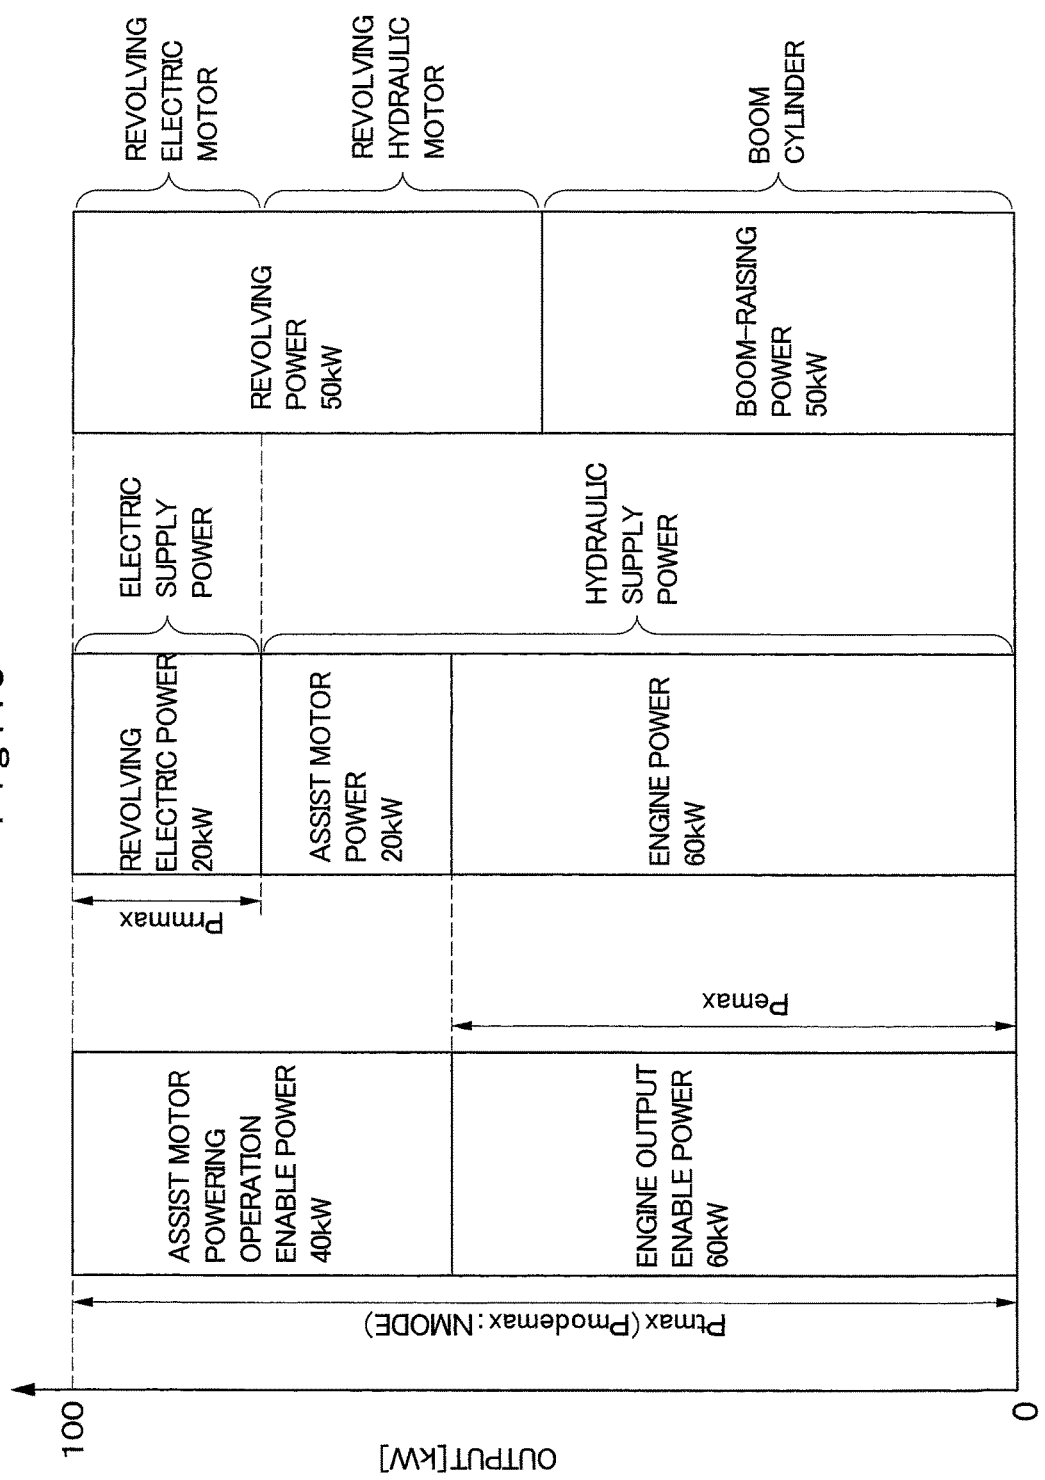 OUTPUT[kW]
0
100
Ptmax(Pmodemax:NMODE)
ENGINE OUTPUT
ENABLE POWER
60kW
ASSIST MOTOR
POWERING
OPERATION
ENABLE POWER
40kW
Pemax
Prmmax
ENGINE POWER
60kW
ASSIST MOTOR
POWER
20kW
REVOLVING
ELECTRIC POWER
20kW
HYDRAULIC
SUPPLY
POWER
ELECTRIC
SUPPLY
POWER
BOOM-RAISING
POWER
50kW
REVOLVING
POWER
50kW
BOOM
CYLINDER
REVOLVING
HYDRAULIC
MOTOR
REVOLVING
ELECTRIC
MOTOR